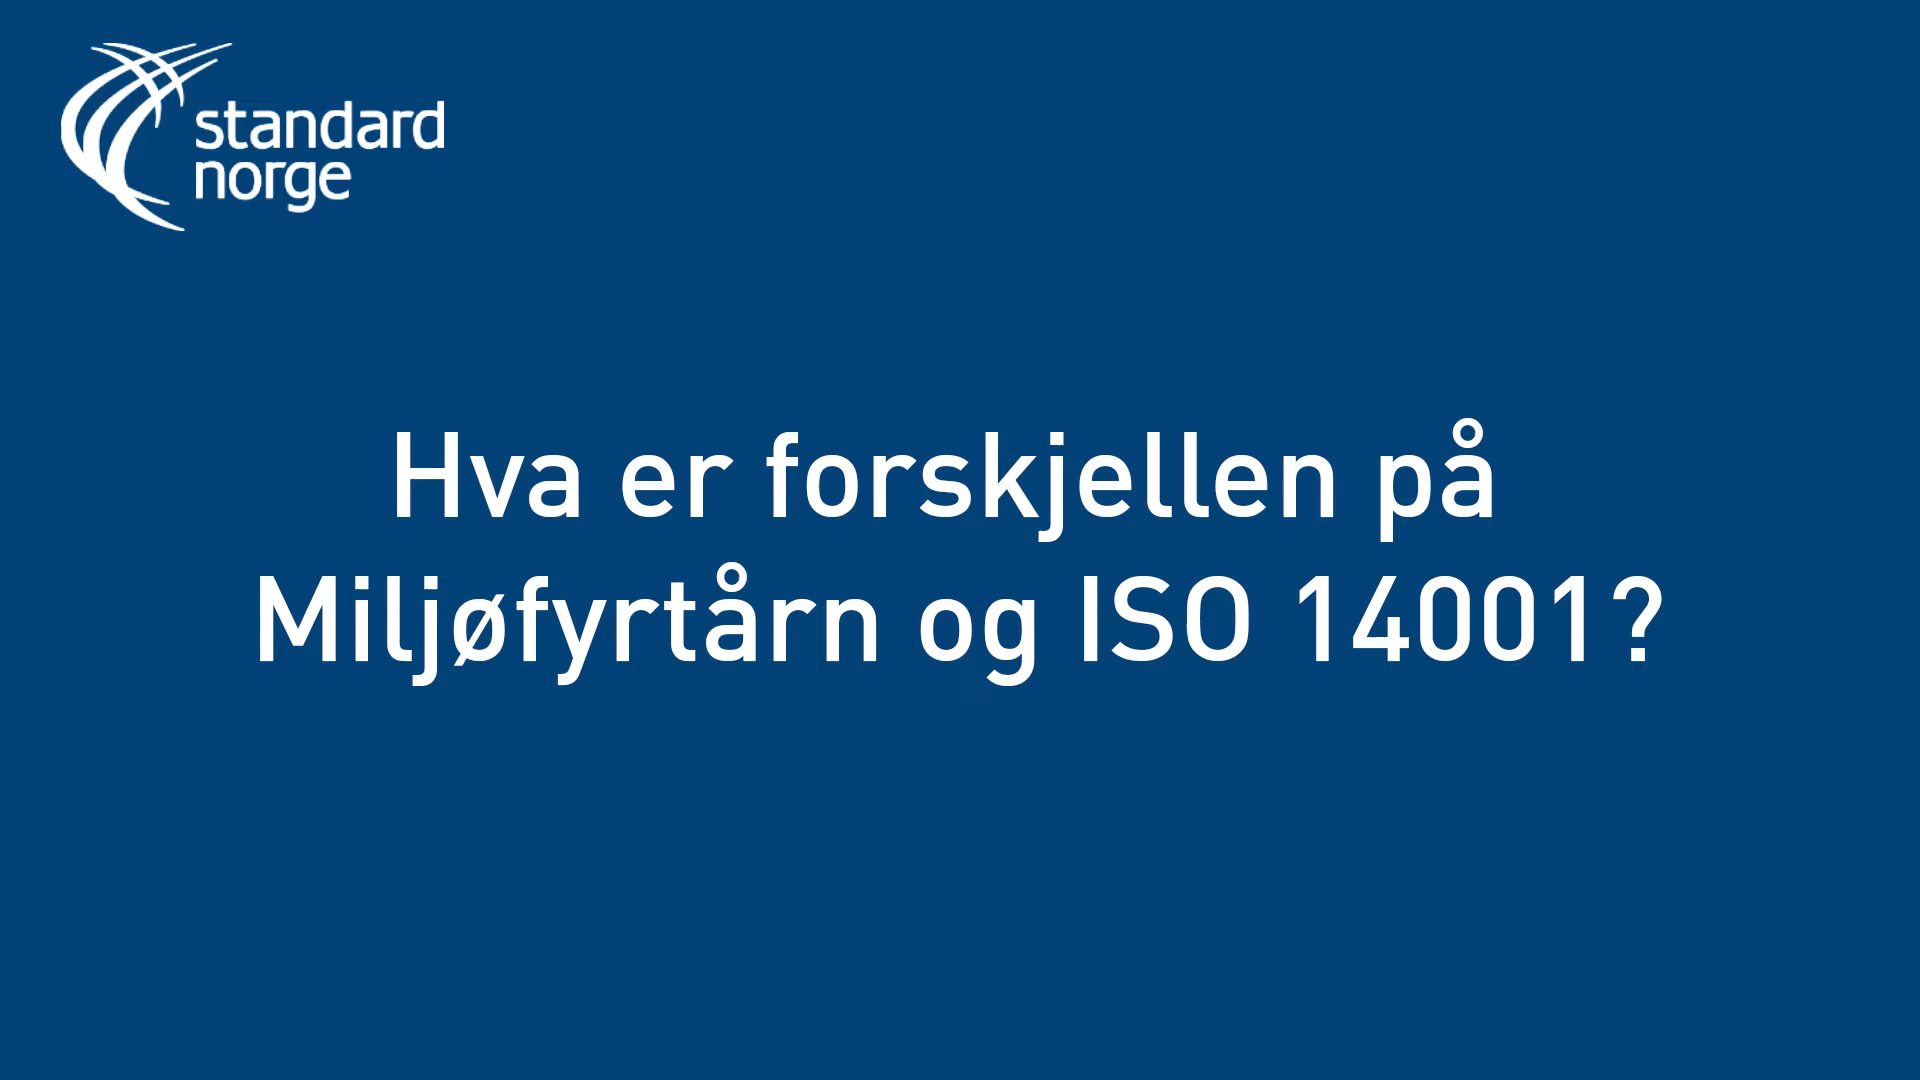 standard
norge
Hva er forskjellen på
Miljøfyrtårn og ISO 14001?